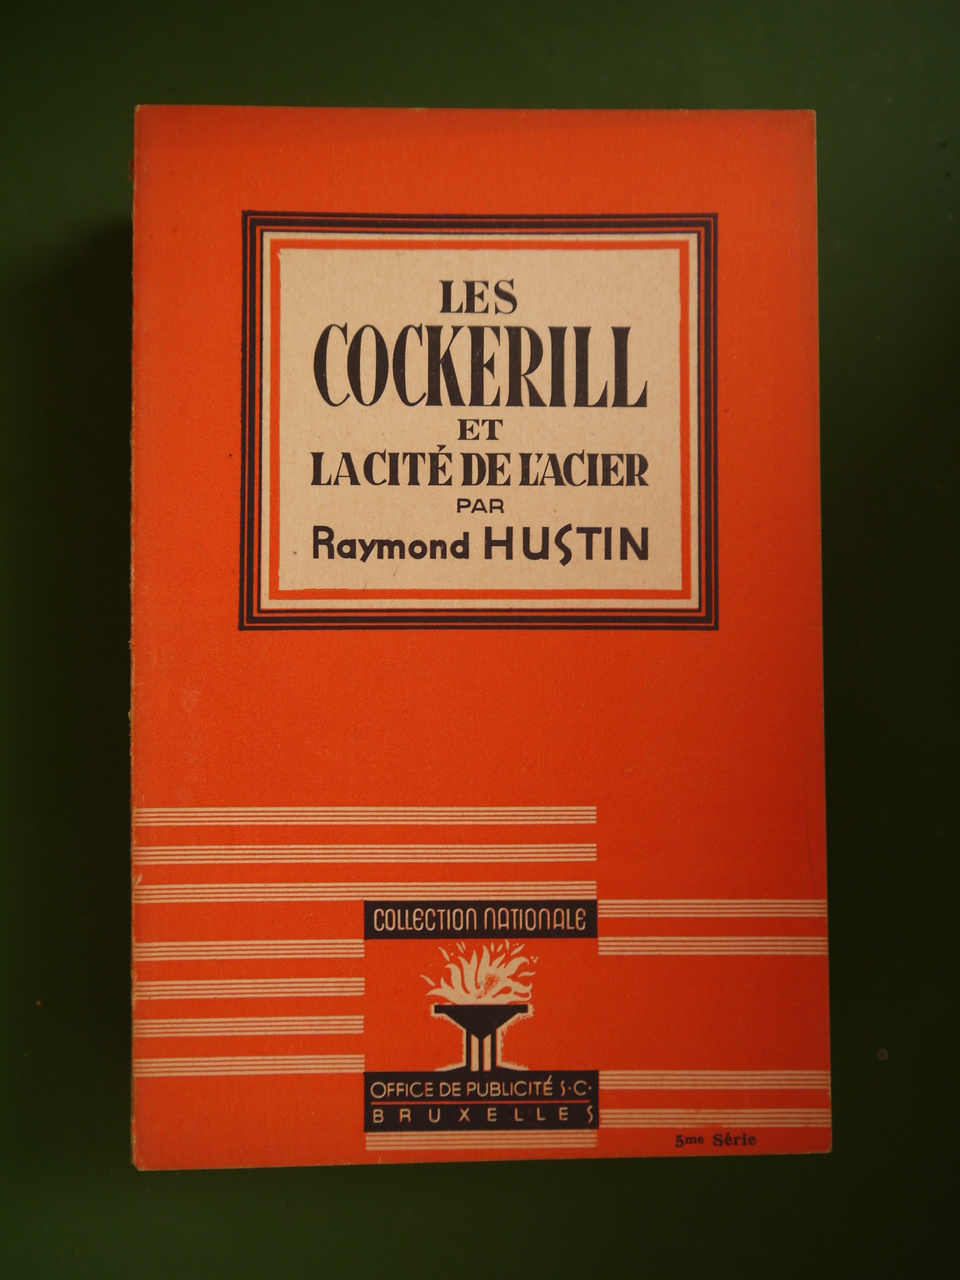 LES
COCKERILL
ET
LA CITÉ DE L'ACIER
PAR
Raymond HUSTIN
COLLECTION NATIONALE
OFFICE DE PUBLICITÉ S.C.
BRUXELLES
5me Série